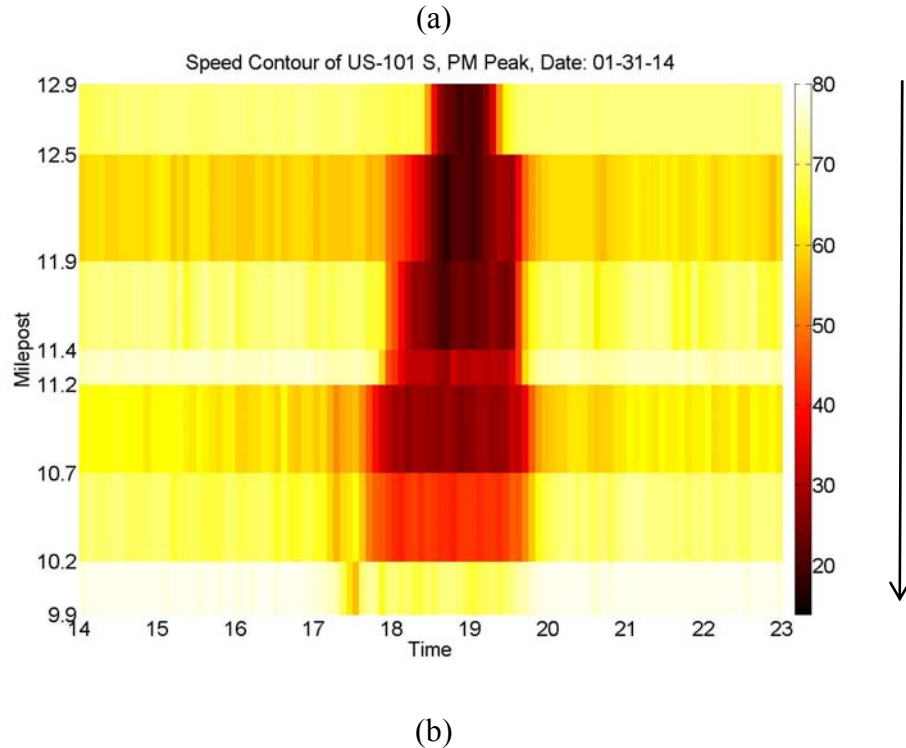 (a)
Speed Contour of US-101 S, PM Peak, Date: 01-31-14
12.9
12.5
11.9
11.4
11.2
10.7
10.2
9.9
Milepost
14 15 16 17 18 19 20 21 22 23
Time
80
70
60
50
40
30
20
(b)